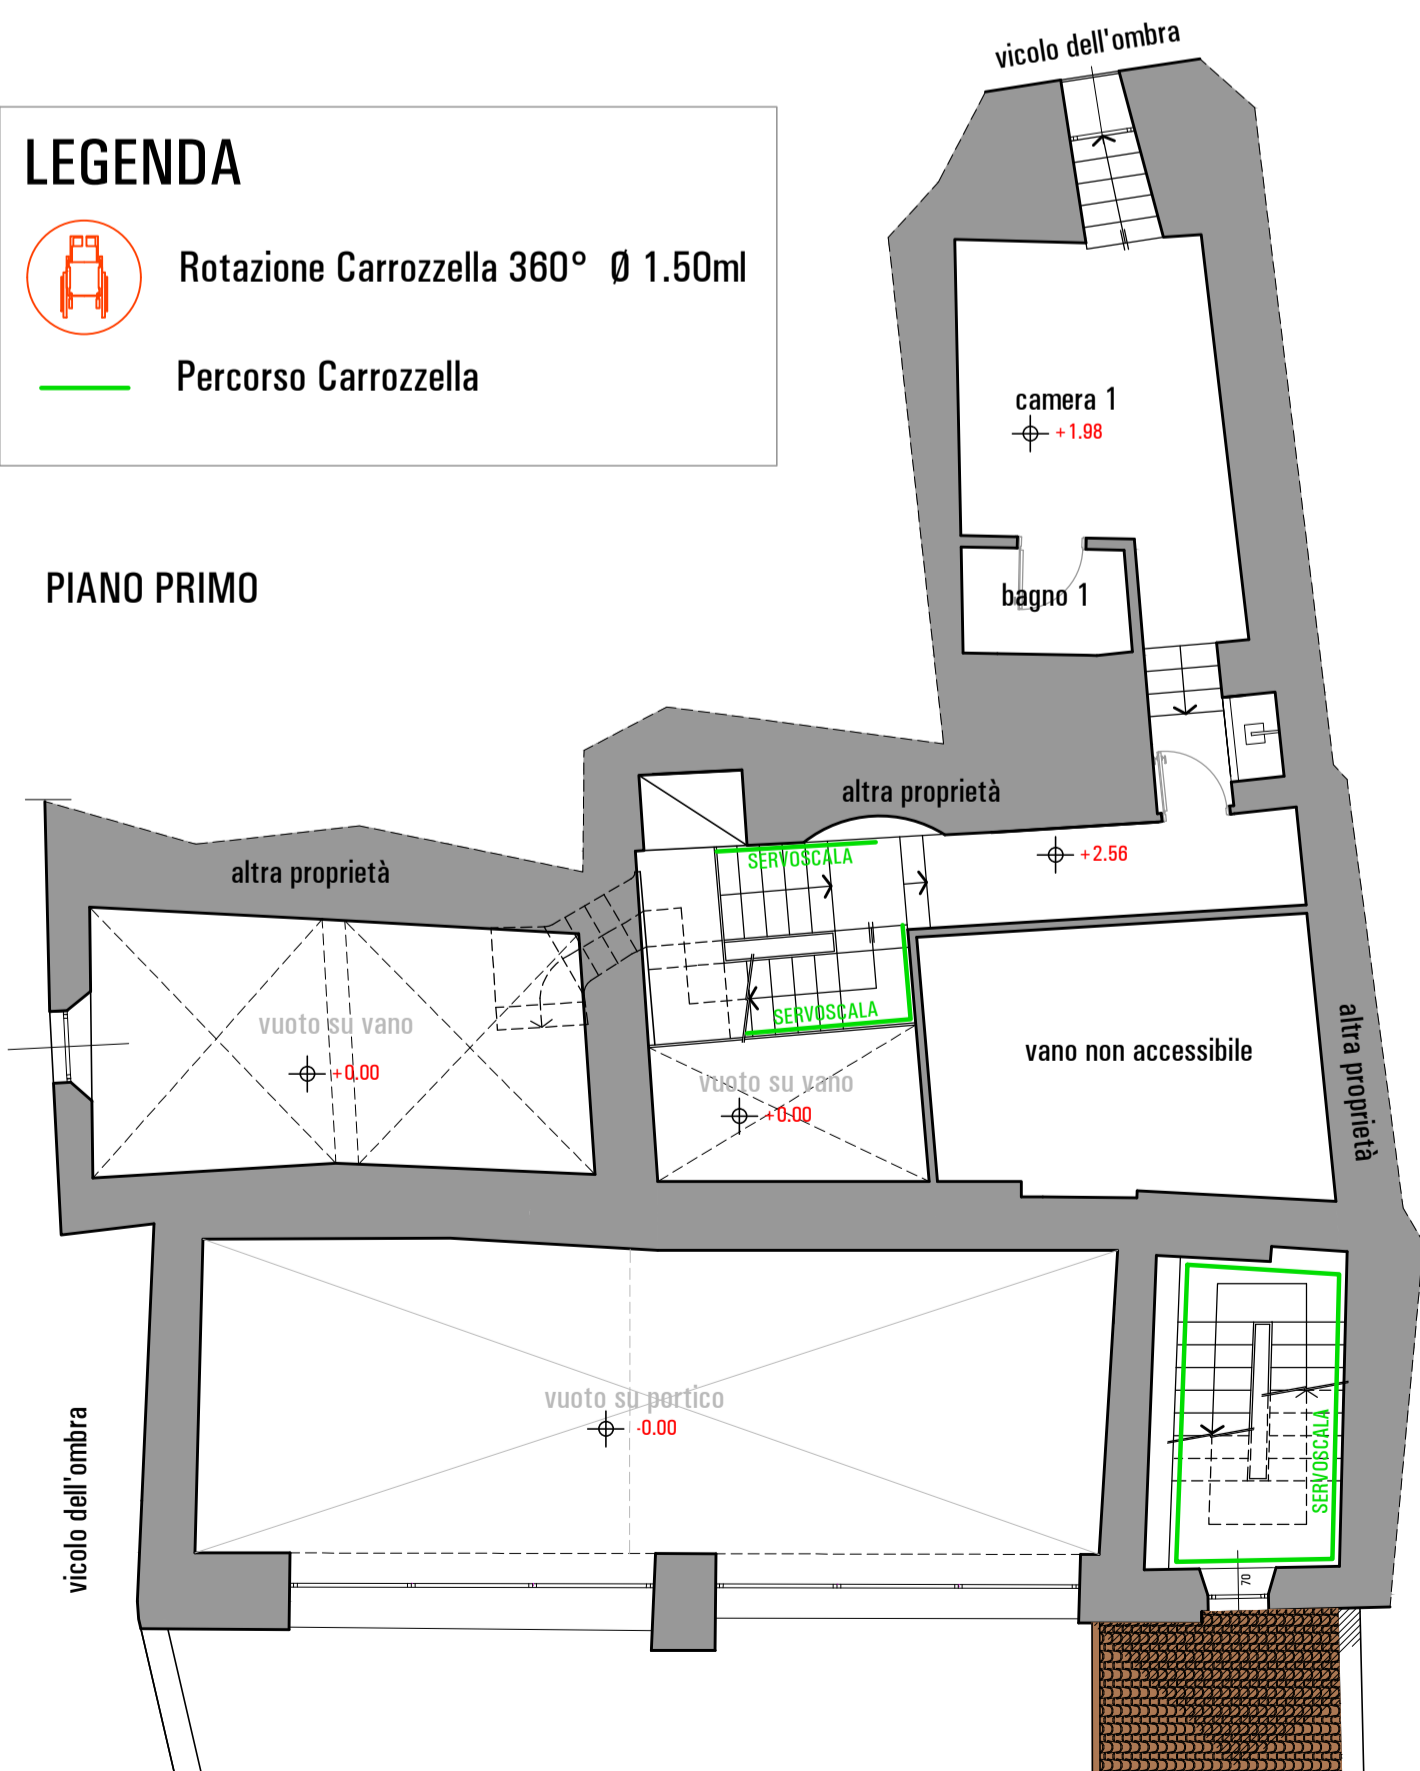 vicolo dell'ombra
LEGENDA
Rotazione Carrozzella 360° Ø 1.50ml
Percorso Carrozzella
camera 1
+1.98
PIANO PRIMO
bagno 1
altra proprietà
+2.56
SERVOSCALA
altra proprietà
vuoto su vano
+0.00
SERVOSCALA
vano non accessibile
altra proprietà
vuoto su vano
+0.00
vuoto su portico
-0.00
vicolo dell'ombra
SERVOSCALA
70